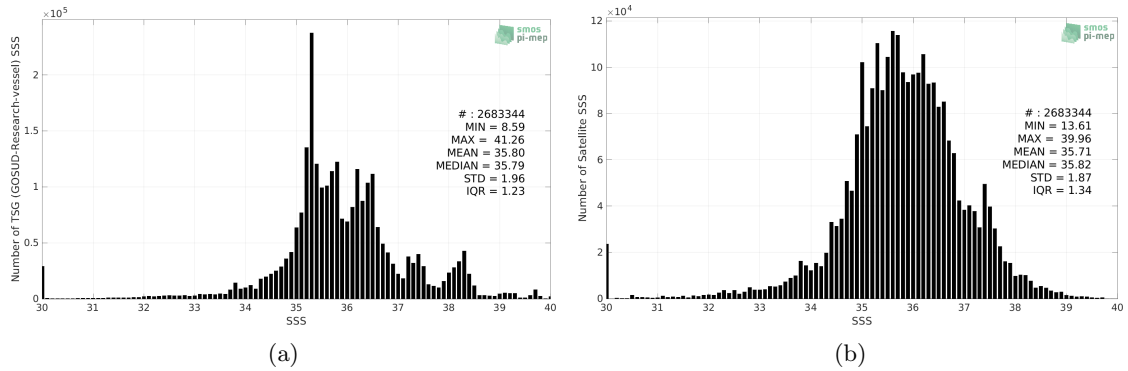 ×10⁵
smos
pi-mep
Number of TSG (GOSUD-Research-vessel) SSS
2
1.5
1
0.5
0
# : 2683344
MIN = 8.59
MAX = 41.26
MEAN = 35.80
MEDIAN = 35.79
STD = 1.96
IQR = 1.23
30 31 32 33 34 35 36 37 38 39 40
SSS
(a)
×10⁴
smos
pi-mep
Number of Satellite SSS
12
10
8
6
4
2
0
# : 2683344
MIN = 13.61
MAX = 39.96
MEAN = 35.71
MEDIAN = 35.82
STD = 1.87
IQR = 1.34
30 31 32 33 34 35 36 37 38 39 40
SSS
(b)